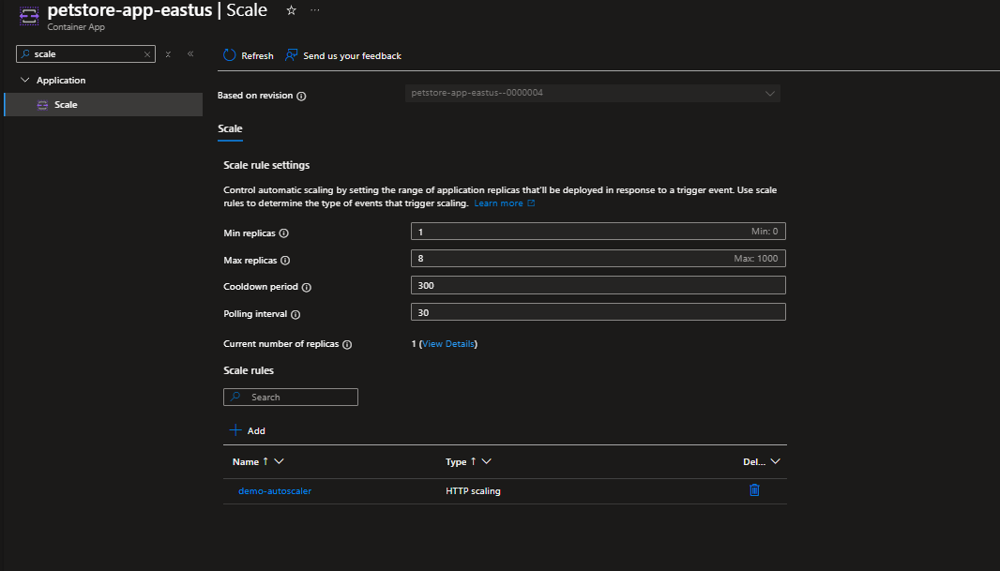 petstore-app-eastus | Scale ☆ ...
Container App
scale
Refresh Send us your feedback
Application
Scale
Based on revision petstore-app-eastus--0000004
Scale
Scale rule settings
Control automatic scaling by setting the range of application replicas that'll be deployed in response to a trigger event. Use scale
rules to determine the type of events that trigger scaling. Learn more
Min replicas 1 Min: 0
Max replicas 8 Max: 1000
Cooldown period 300
Polling interval 30
Current number of replicas 1 (View Details)
Scale rules
Search
Add
Name ↑ Type ↑ Del...
demo-autoscaler HTTP scaling